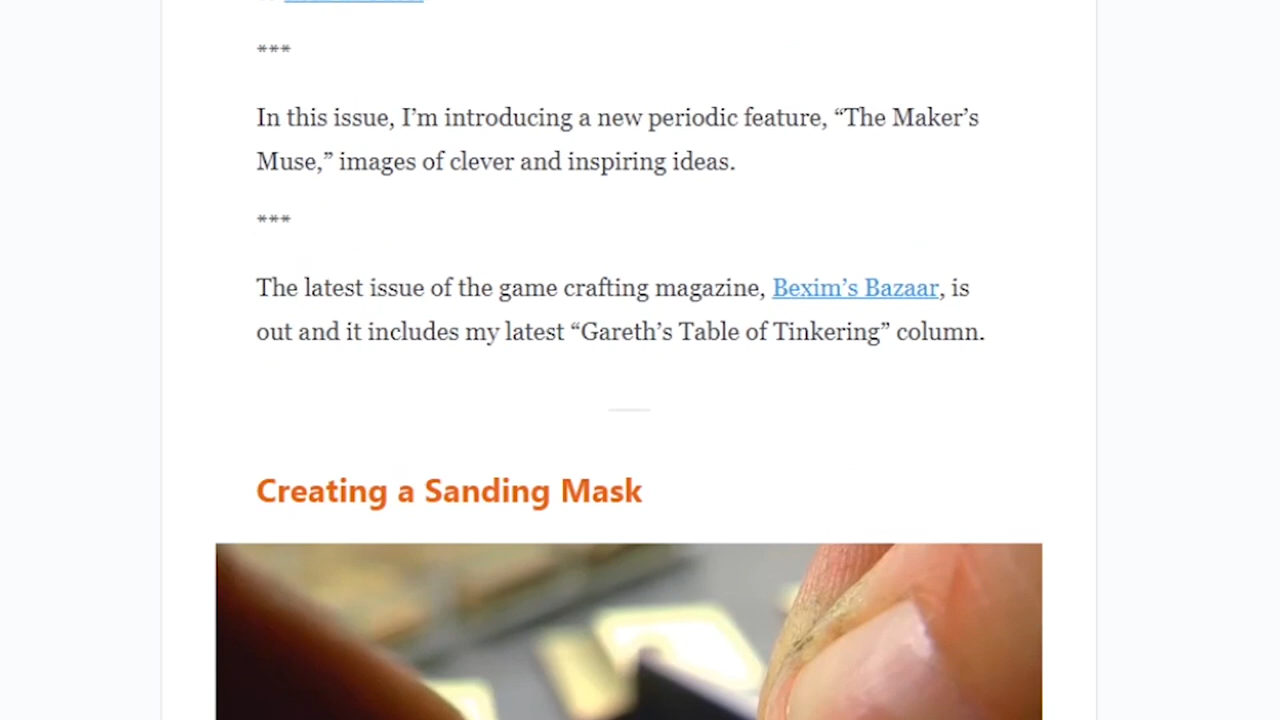 ***
In this issue, I’m introducing a new periodic feature, “The Maker’s
Muse,” images of clever and inspiring ideas.
***
The latest issue of the game crafting magazine, Bexim’s Bazaar, is
out and it includes my latest “Gareth’s Table of Tinkering” column.
Creating a Sanding Mask